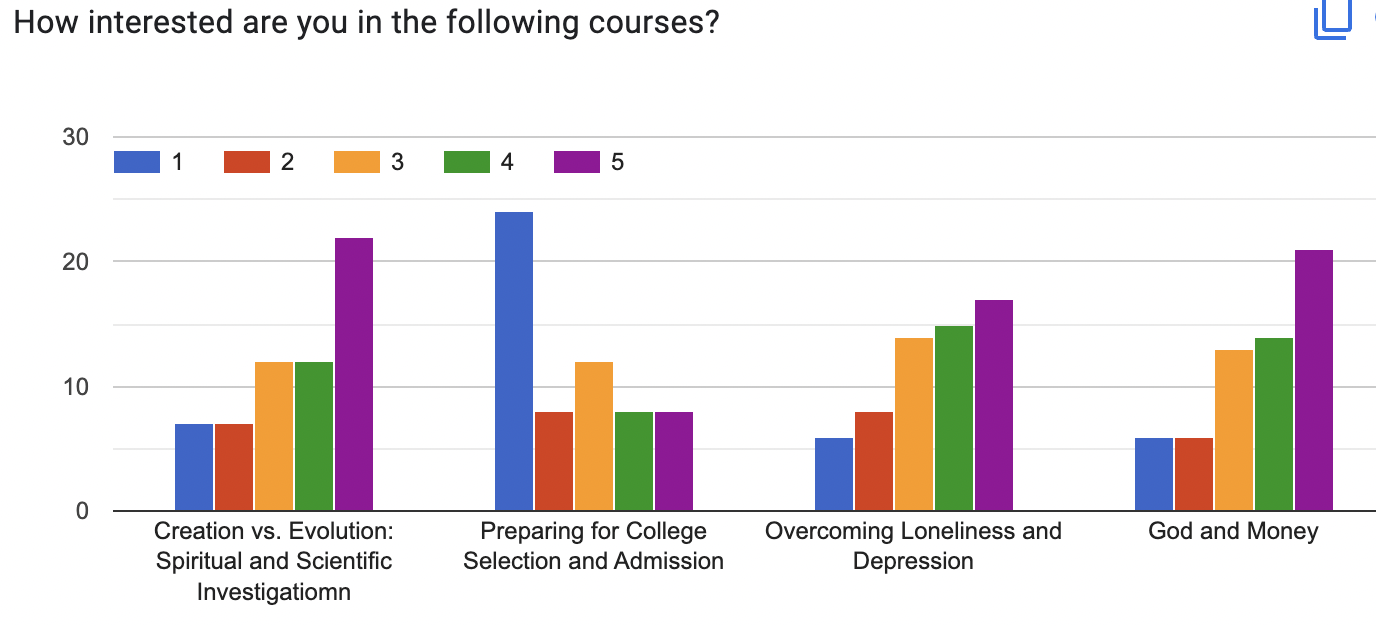 How interested are you in the following courses?
30
1 2 3 4 5
20
10
0
Creation vs. Evolution:
Spiritual and Scientific
Investigatiomn
Preparing for College
Selection and Admission
Overcoming Loneliness and
Depression
God and Money